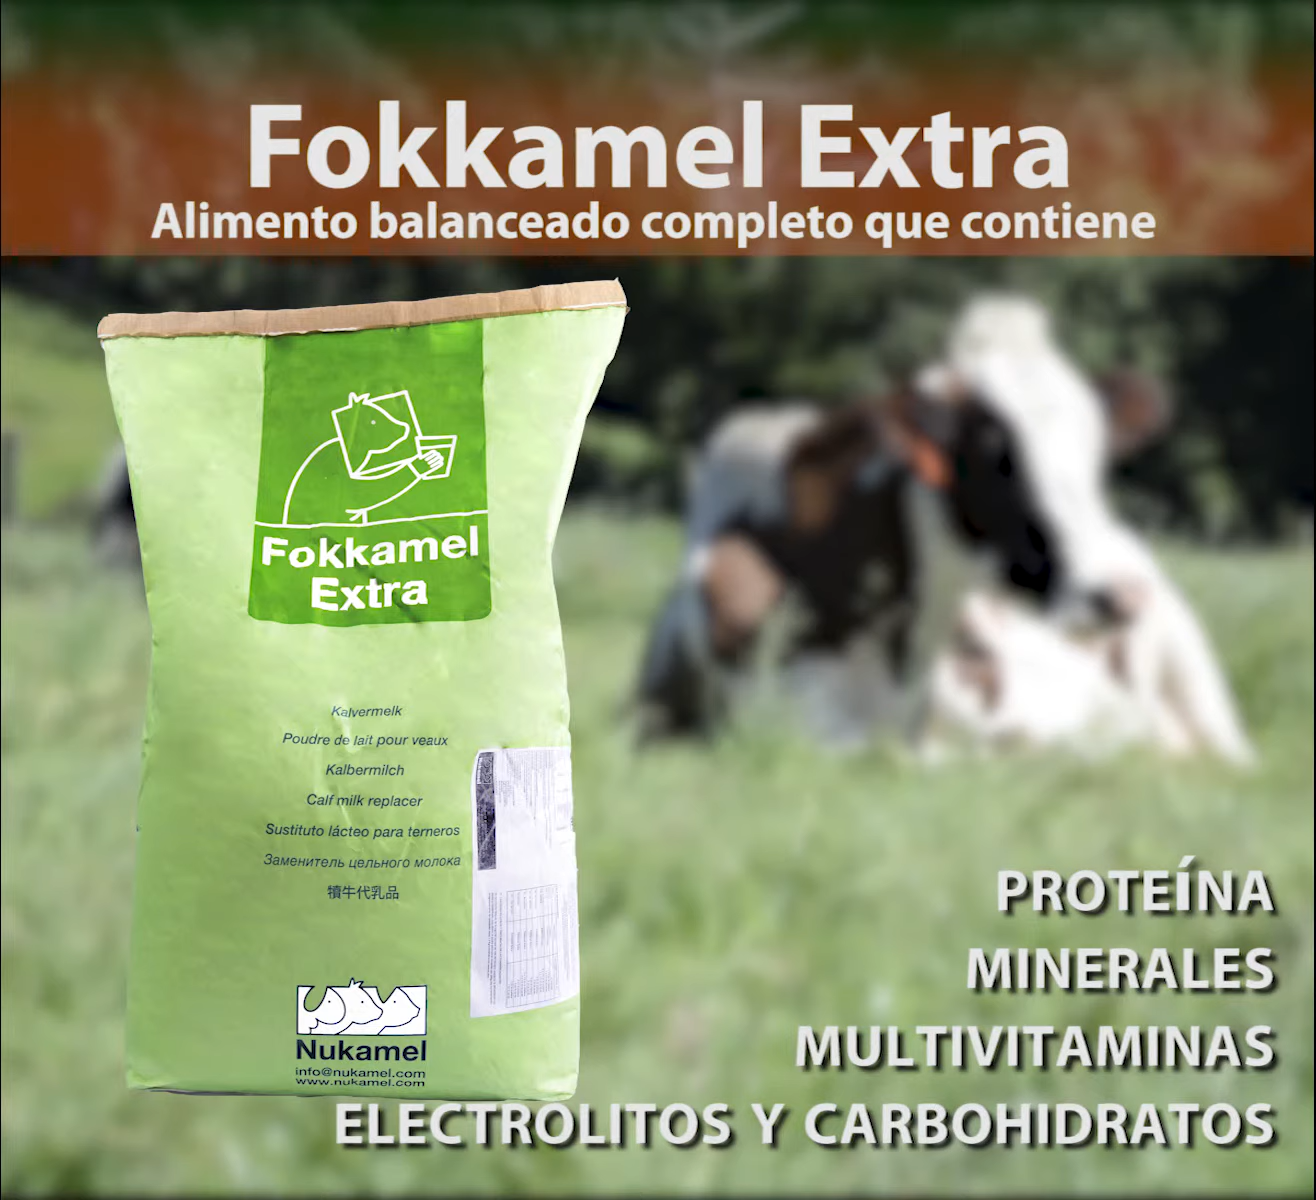 Fokkamel Extra
Alimento balanceado completo que contiene
Fokkamel
Extra
Kalvermelk
Poudre de lait pour veaux
Kalbermilch
Calf milk replacer
Sustituto lácteo para terneros
Заменитель цельного молока
犢牛代乳品
Nukamel
info@nukamel.com
www.nukamel.com
PROTEÍNA
MINERALES
MULTIVITAMINAS
ELECTROLITOS Y CARBOHIDRATOS